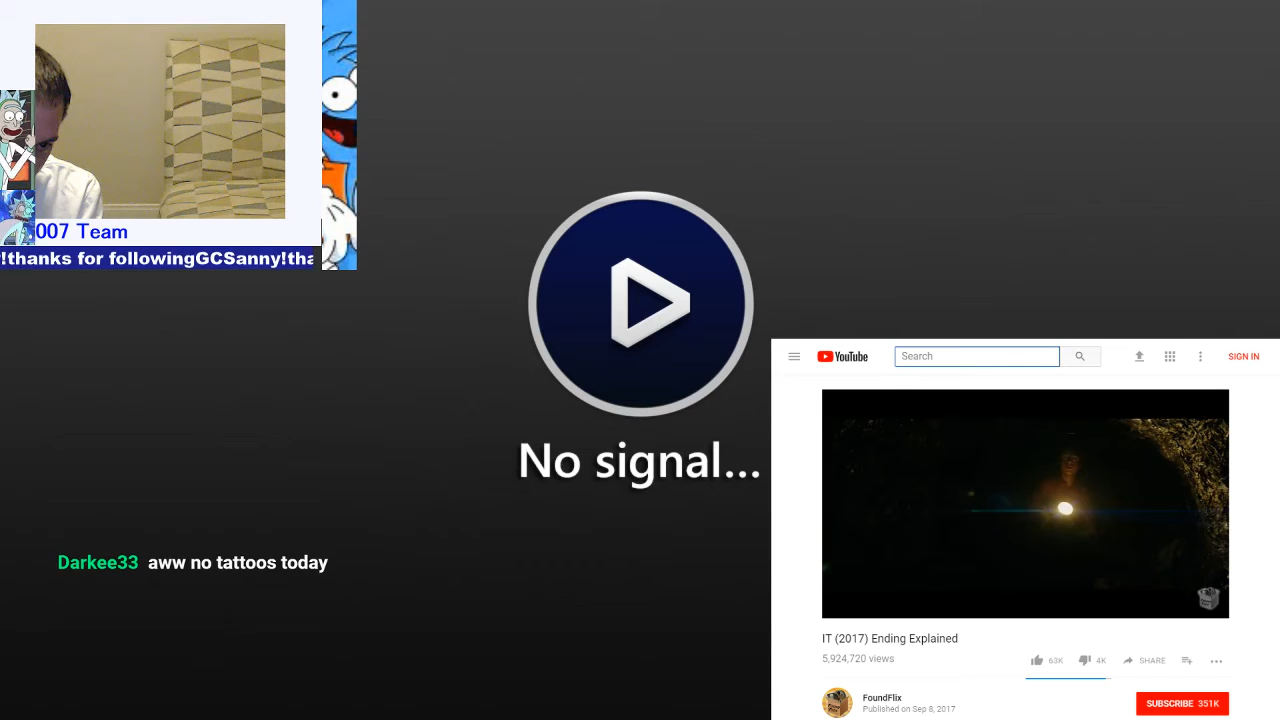 007 Team
!thanks for followingGCSanny!tha
No signal...
Darkee33 aww no tattoos today
YouTube
Search
SIGN IN
IT (2017) Ending Explained
5,924,720 views
63K
4K
SHARE
FoundFlix
Published on Sep 8, 2017
SUBSCRIBE 351K